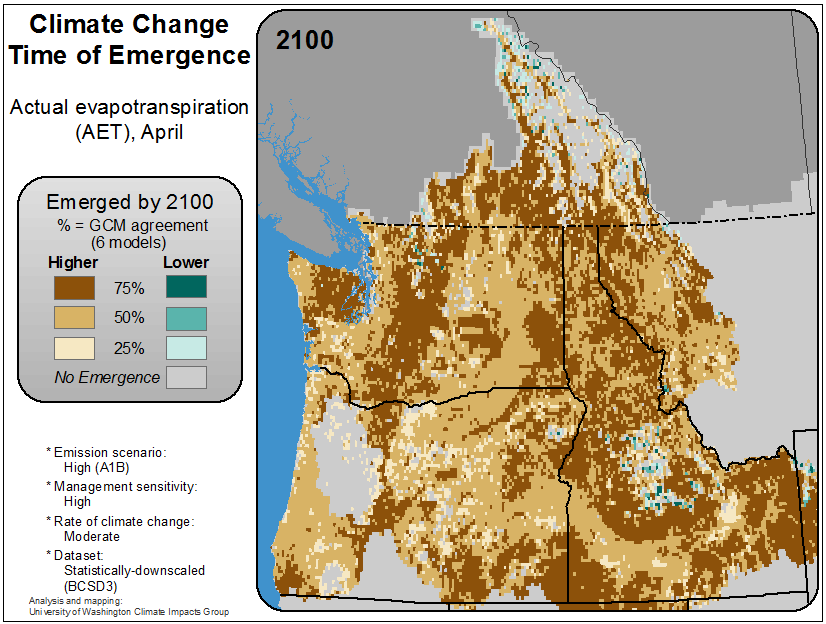 Climate Change
Time of Emergence
Actual evapotranspiration
(AET), April
2100
Emerged by 2100
% = GCM agreement
(6 models)
Higher Lower
75%
50%
25%
No Emergence
* Emission scenario:
High (A1B)
* Management sensitivity:
High
* Rate of climate change:
Moderate
* Dataset:
Statistically-downscaled
(BCSD3)
Analysis and mapping:
University of Washington Climate Impacts Group